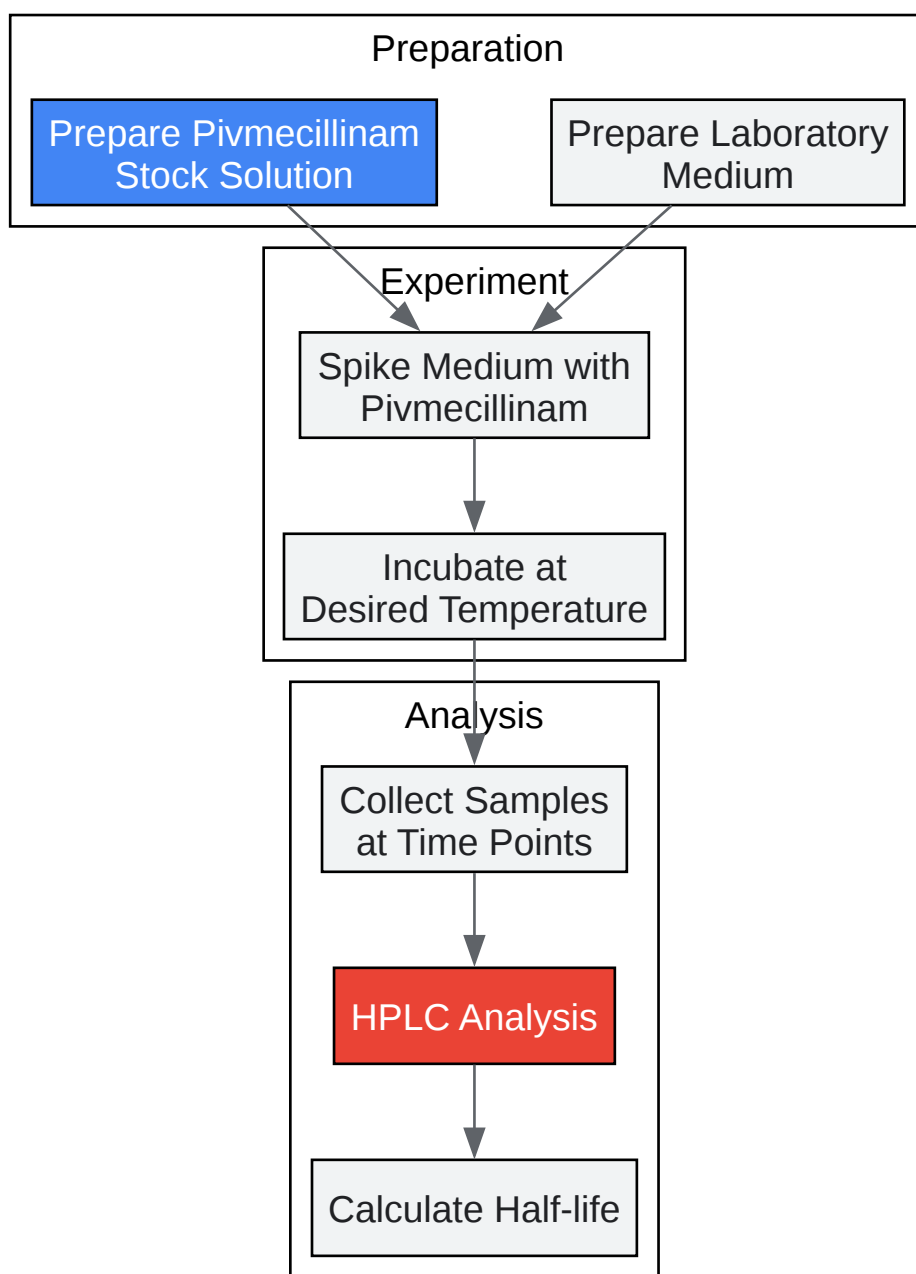 Preparation
Prepare Pivmecillinam
Stock Solution
Prepare Laboratory
Medium
Experiment
Spike Medium with
Pivmecillinam
Incubate at
Desired Temperature
Analysis
Collect Samples
at Time Points
HPLC Analysis
Calculate Half-life